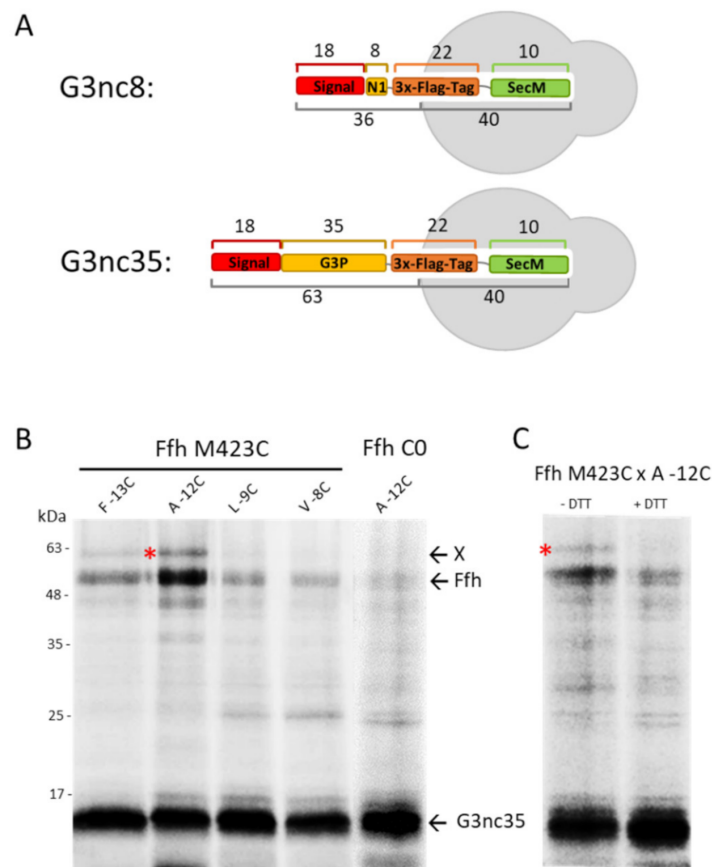 A
18 8 22 10
G3nc8:
Signal N1 3x-Flag-Tag SecM
36 40
18 35 22 10
G3nc35:
Signal G3P 3x-Flag-Tag SecM
63 40
B
Ffh M423C Ffh C0
F -13C A -12C L -9C V -8C A -12C
kDa
63 -
* ← X
← Ffh
48 -
35 -
25 -
17 -
← G3nc35
C
Ffh M423C x A -12C
- DTT + DTT
*